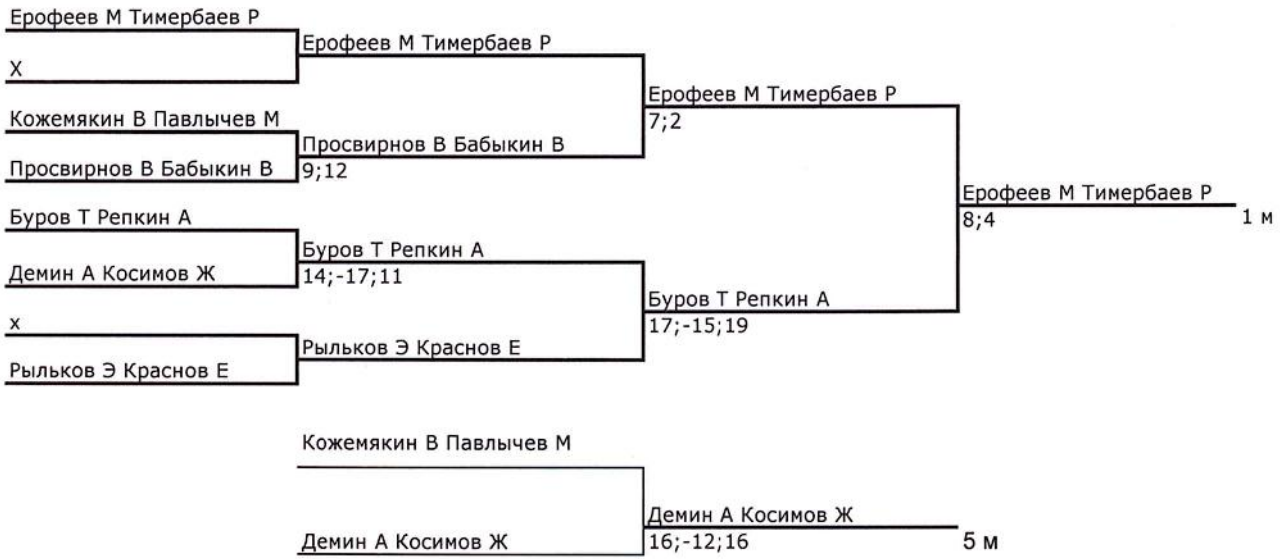 Ерофеев М Тимербаев Р
Х
Кожемякин В Павлычев М
Просвирнов В Бабыкин В
Буров Т Репкин А
Демин А Косимов Ж
х
Рыльков Э Краснов Е
Ерофеев М Тимербаев Р
Просвирнов В Бабыкин В
9;12
Буров Т Репкин А
14;-17;11
Рыльков Э Краснов Е
Ерофеев М Тимербаев Р
7;2
Буров Т Репкин А
17;-15;19
Ерофеев М Тимербаев Р
8;4
1 м
Кожемякин В Павлычев М
Демин А Косимов Ж
Демин А Косимов Ж
16;-12;16
5 м